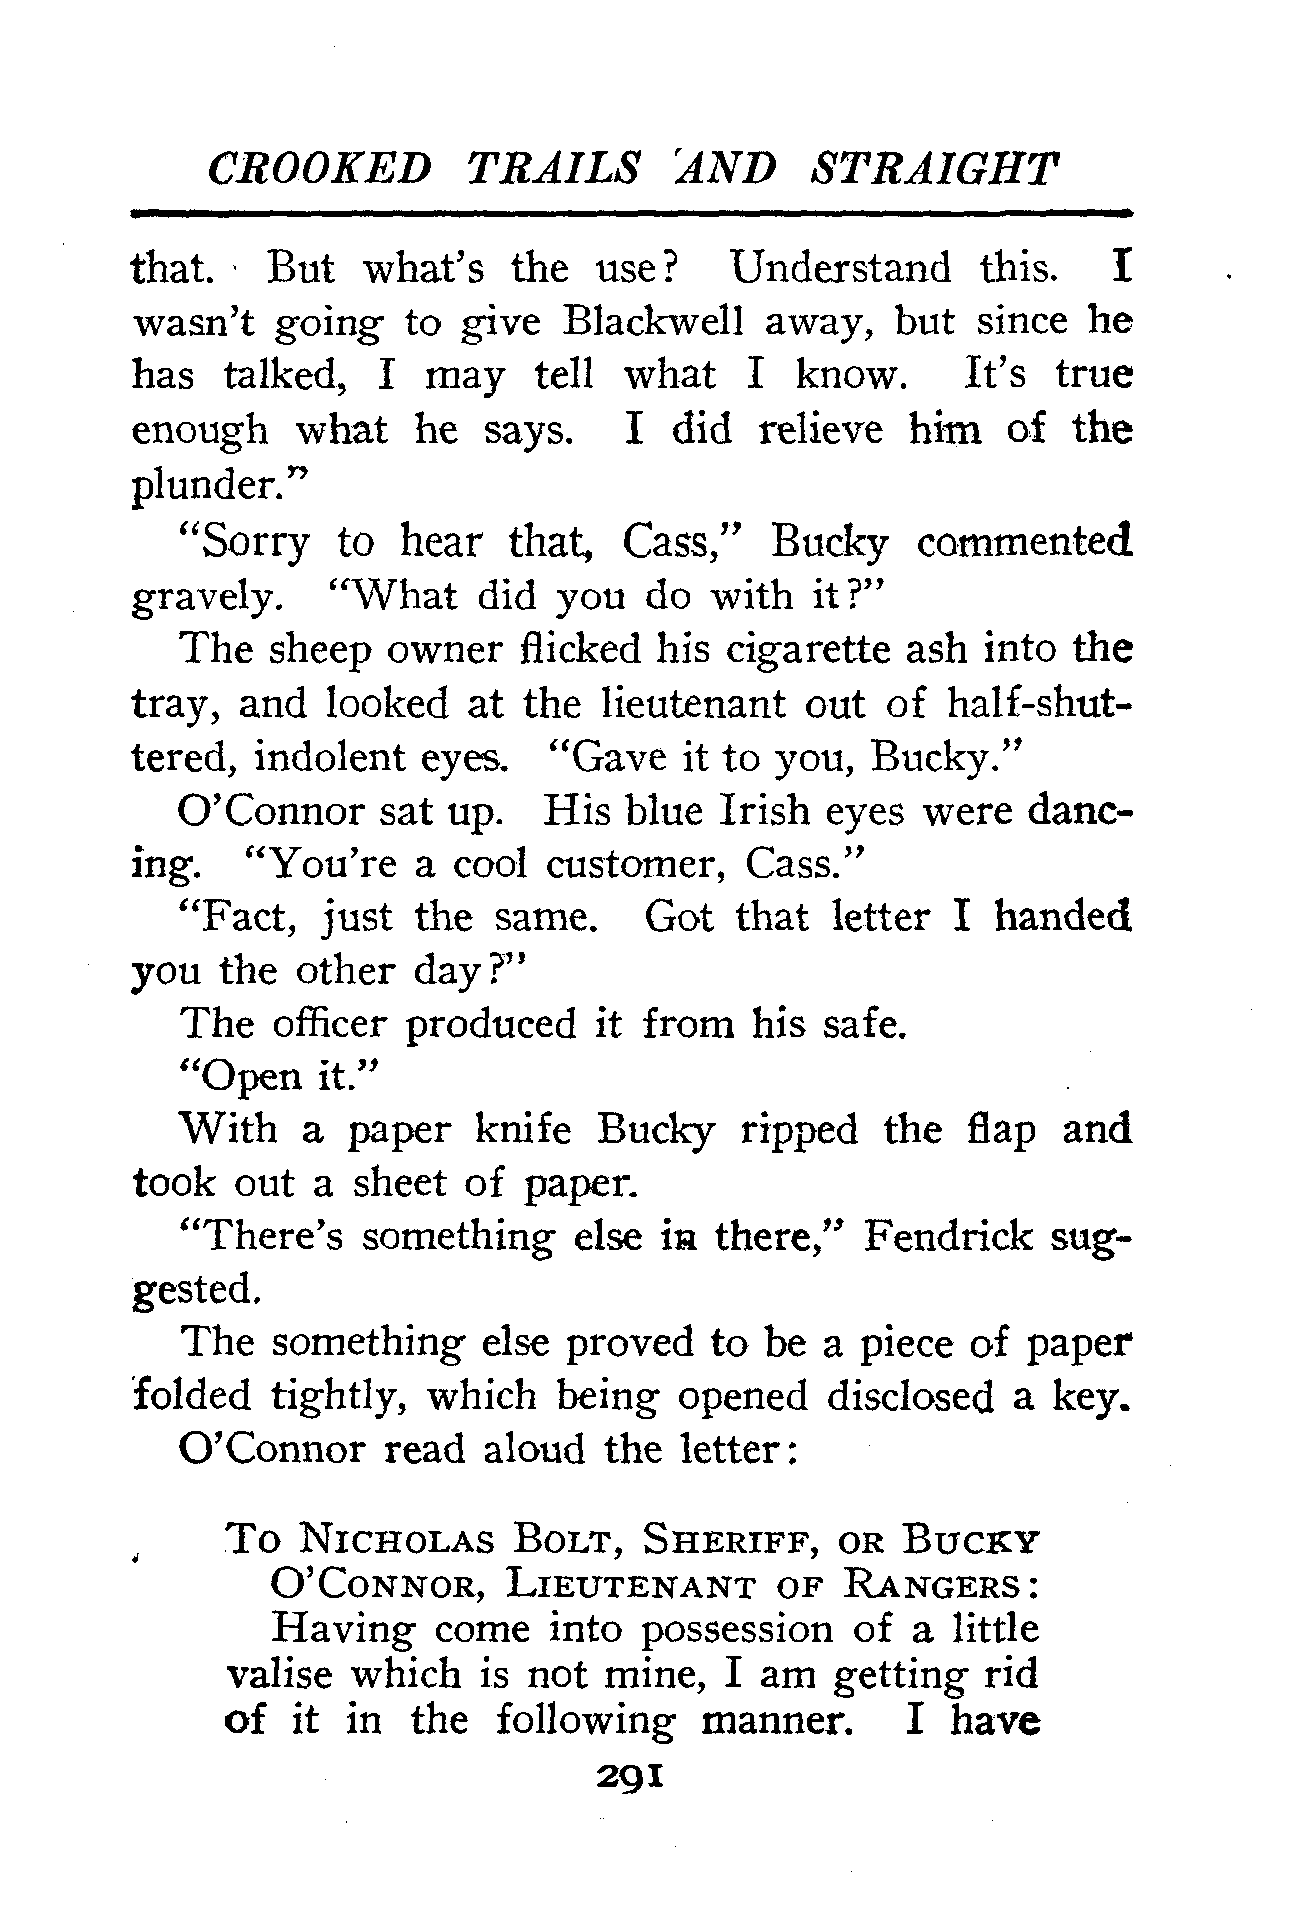 CROOKED TRAILS AND STRAIGHT
that. But what's the use? Understand this. I
wasn't going to give Blackwell away, but since he
has talked, I may tell what I know. It's true
enough what he says. I did relieve him of the
plunder."
"Sorry to hear that, Cass," Bucky commented
gravely. "What did you do with it?"
The sheep owner flicked his cigarette ash into the
tray, and looked at the lieutenant out of half-shut-
tered, indolent eyes. "Gave it to you, Bucky."
O'Connor sat up. His blue Irish eyes were danc-
ing. "You're a cool customer, Cass."
"Fact, just the same. Got that letter I handed
you the other day?"
The officer produced it from his safe.
"Open it."
With a paper knife Bucky ripped the flap and
took out a sheet of paper.
"There's something else in there," Fendrick sug-
gested.
The something else proved to be a piece of paper
folded tightly, which being opened disclosed a key.
O'Connor read aloud the letter:
To Nicholas Bolt, Sheriff, or Bucky
O'Connor, Lieutenant of Rangers:
Having come into possession of a little
valise which is not mine, I am getting rid
of it in the following manner. I have
291